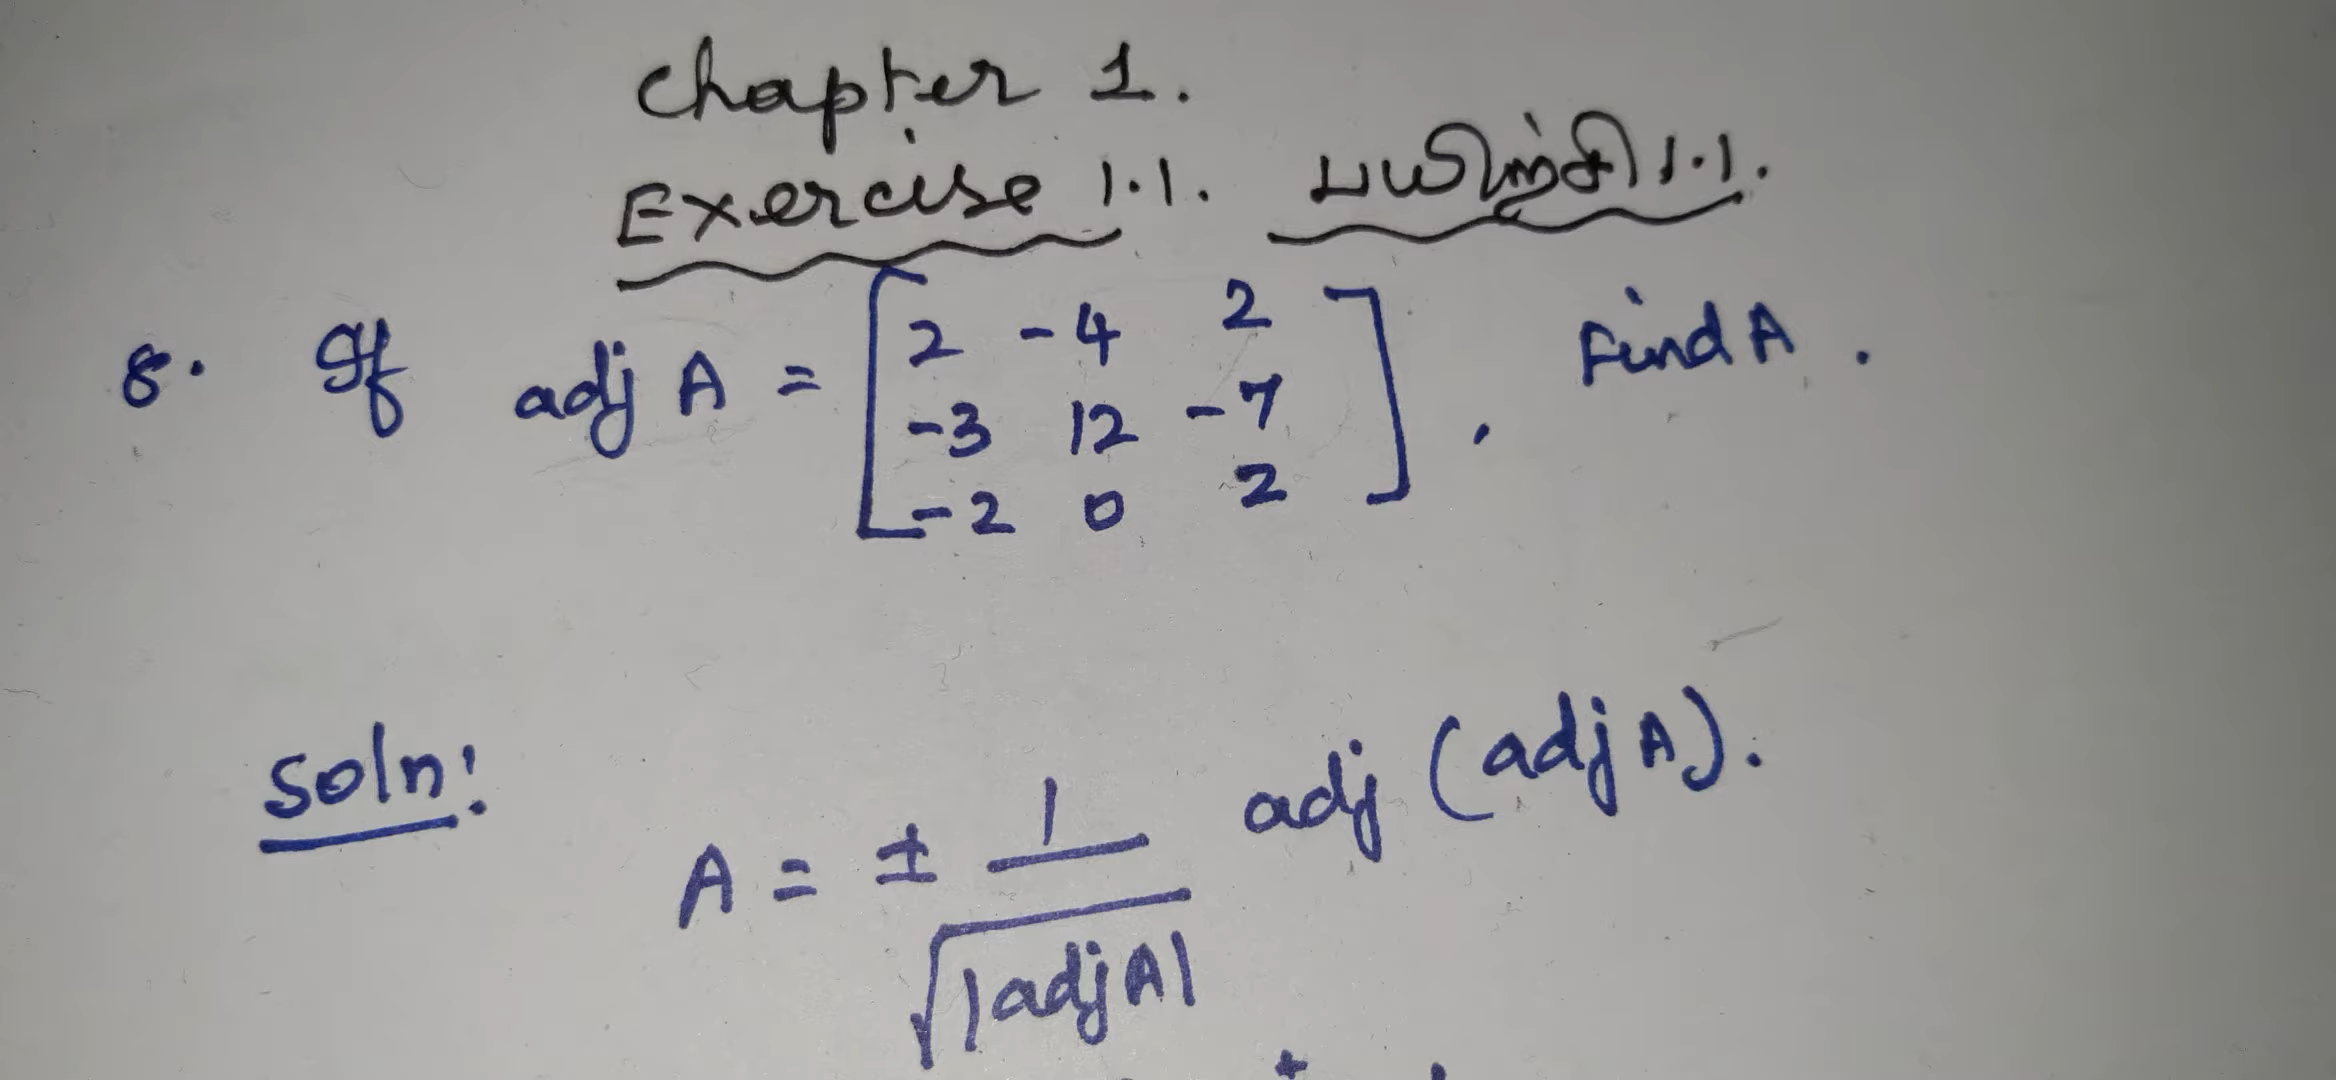 Chapter 1.
Exercise 1.1. பயிற்சி 1.1.
8. If adj A = [2 -4 2
-3 12 -7
-2 0 2], Find A.
Soln:
A = ± 1/√|adj A| adj (adj A).